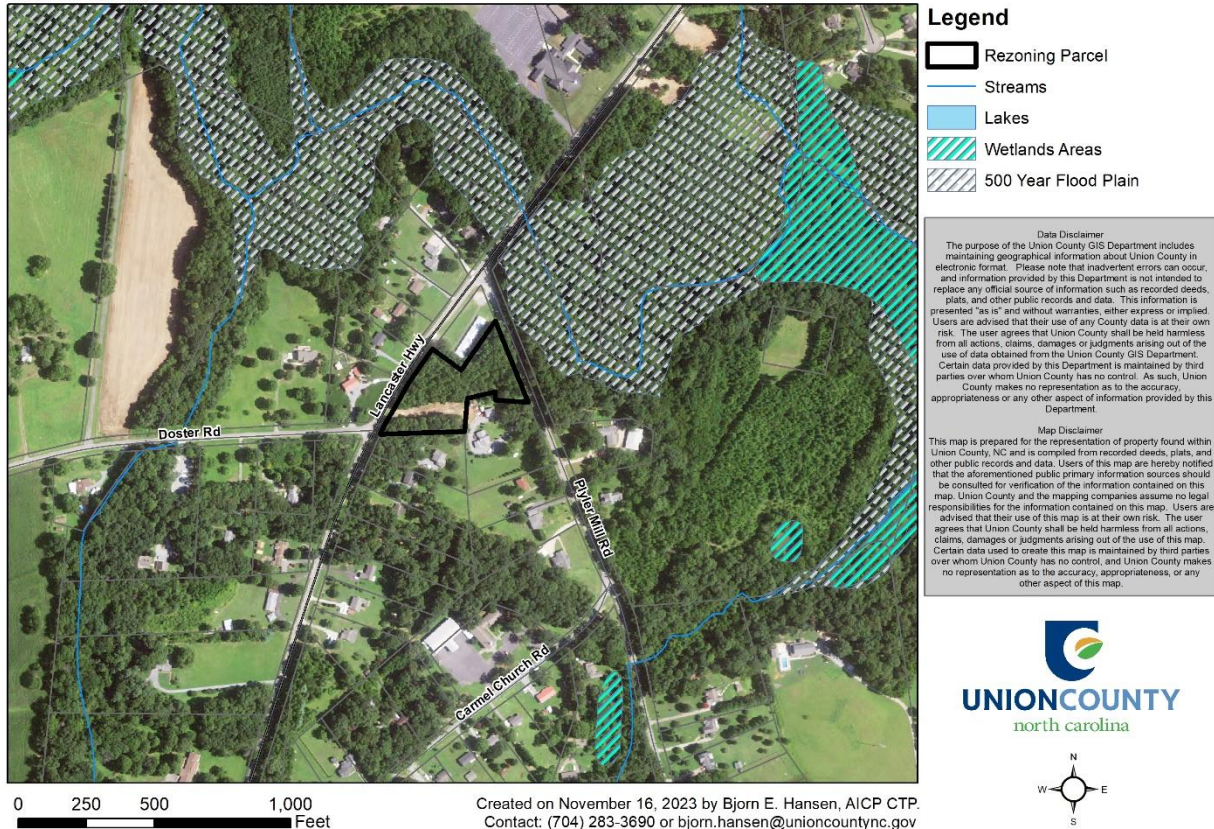 Legend
Rezoning Parcel
Streams
Lakes
Wetlands Areas
500 Year Flood Plain
Lancaster Hwy
Doster Rd
Plyler Mill Rd
Carmel Church Rd
Data Disclaimer
The purpose of the Union County GIS Department includes
maintaining geographical information about Union County in
electronic format. Please note that inadvertent errors can occur,
and information provided by this Department is not intended to
replace any official source of information such as recorded deeds,
plats, and other public records and data. This information is
presented "as is" and without warranties, either express or implied.
Users are advised that their use of any County data is at their own
risk. The user agrees that Union County shall be held harmless
from all actions, claims, damages or judgments arising out of the
use of data obtained from the Union County GIS Department.
Certain data provided by this Department is maintained by third
parties over whom Union County has no control. As such, Union
County makes no representation as to the accuracy,
appropriateness or any other aspect of information provided by this
Department.
Map Disclaimer
This map is prepared for the representation of property found within
Union County, NC and is compiled from recorded deeds, plats, and
other public records and data. Users of this map are hereby notified
that the aforementioned public primary information sources should
be consulted for verification of the information contained on this
map. Union County and the mapping companies assume no legal
responsibilities for the information contained on this map. Users are
advised that their use of this map is at their own risk. The user
agrees that Union County shall be held harmless from all actions,
claims, damages or judgments arising out of the use of this map.
Certain data used to create this map is maintained by third parties
over whom Union County has no control, and Union County makes
no representation as to the accuracy, appropriateness, or any
other aspect of this map.
UNIONCOUNTY
north carolina
N
W E
S
0 250 500 1,000
Feet
Created on November 16, 2023 by Bjorn E. Hansen, AICP CTP.
Contact: (704) 283-3690 or bjorn.hansen@unioncountync.gov